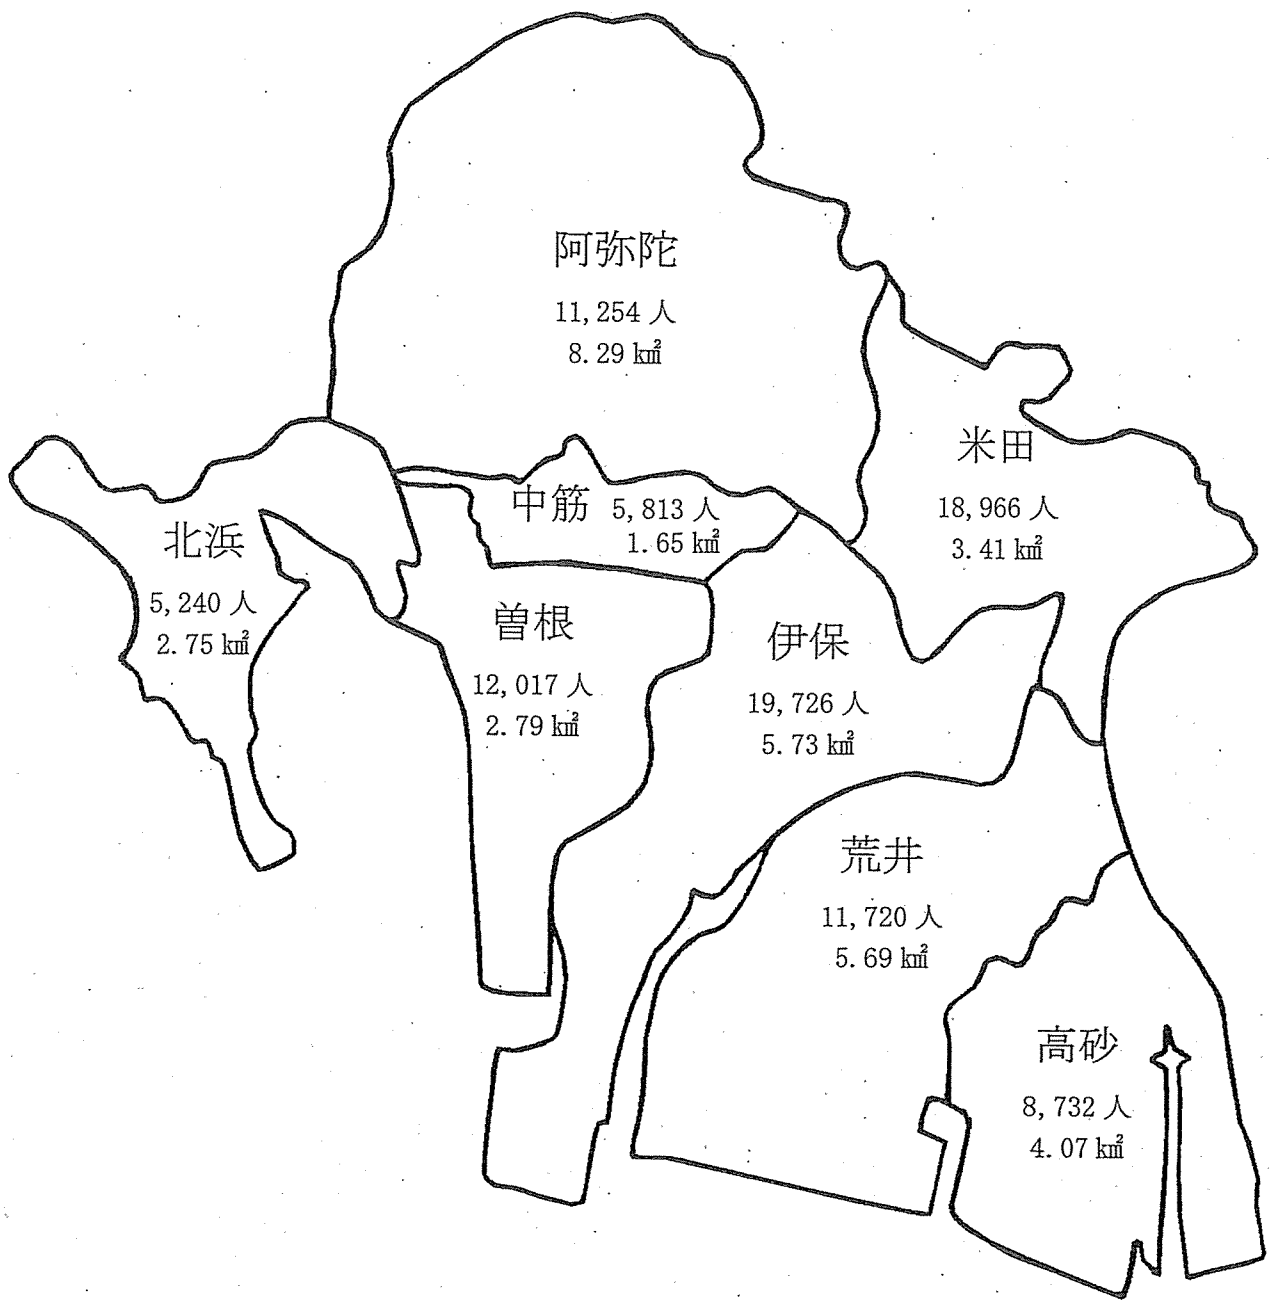 阿弥陀
11,254 人
8.29 ㎢
米田
18,966 人
3.41 ㎢
中筋 5,813 人
1.65 ㎢
北浜
5,240 人
2.75 ㎢
曽根
12,017 人
2.79 ㎢
伊保
19,726 人
5.73 ㎢
荒井
11,720 人
5.69 ㎢
高砂
8,732 人
4.07 ㎢